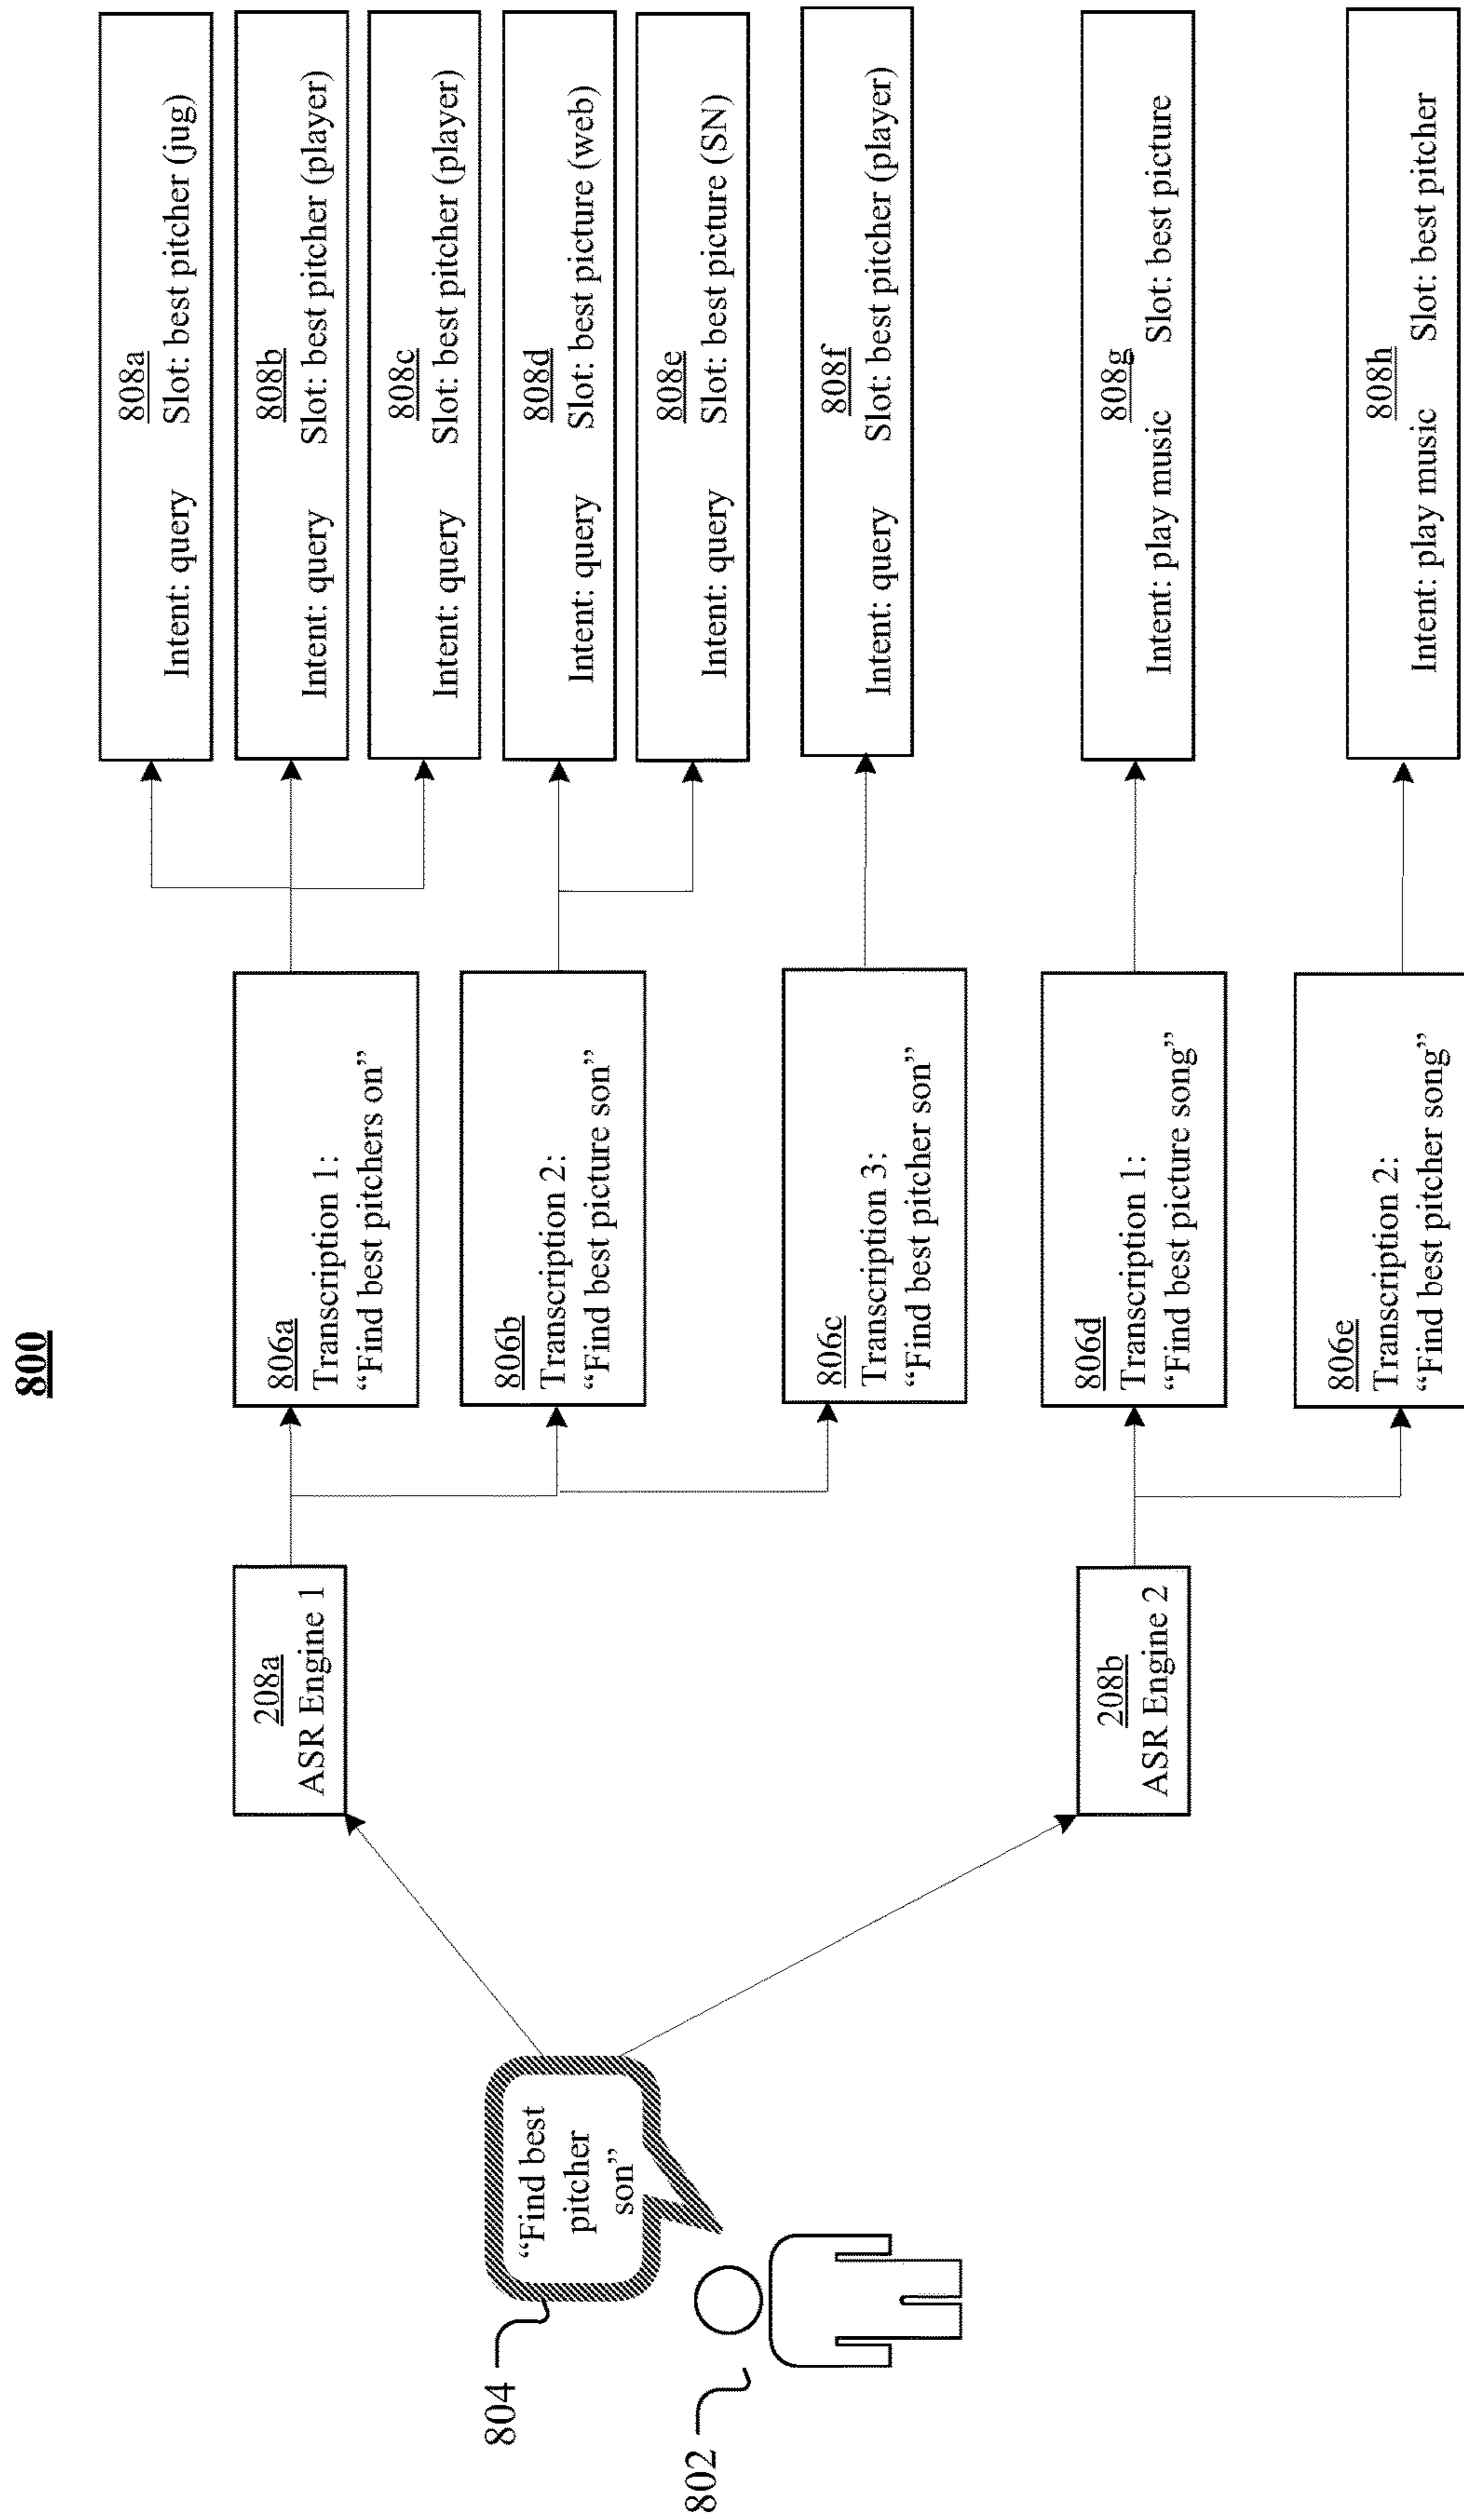 800
804
802
“Find best
pitcher
son”
208a
ASR Engine 1
208b
ASR Engine 2
806a
Transcription 1:
“Find best pitchers on”
806b
Transcription 2:
“Find best picture son”
806c
Transcription 3:
“Find best pitcher son”
806d
Transcription 1:
“Find best picture song”
806e
Transcription 2:
“Find best pitcher song”
808a
Intent: query Slot: best pitcher (jug)
808b
Intent: query Slot: best pitcher (player)
808c
Intent: query Slot: best pitcher (player)
808d
Intent: query Slot: best picture (web)
808e
Intent: query Slot: best picture (SN)
808f
Intent: query Slot: best pitcher (player)
808g
Intent: play music Slot: best picture
808h
Intent: play music Slot: best pitcher